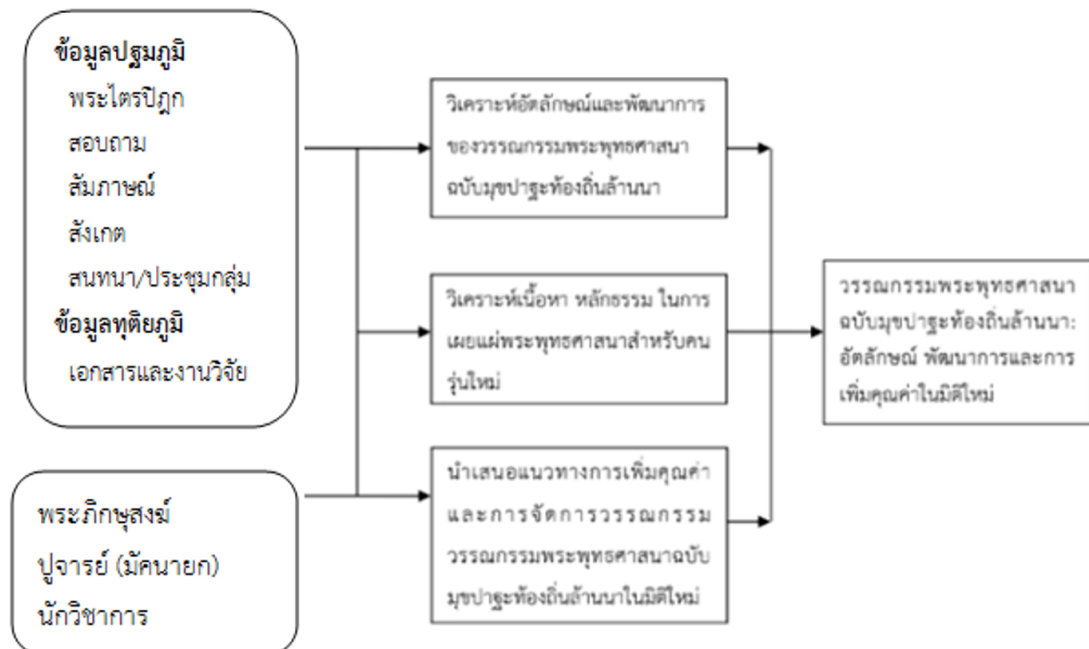 ข้อมูลปฐมภูมิ
พระไตรปิฎก
สอบถาม
สัมภาษณ์
สังเกต
สนทนา/ประชุมกลุ่ม
ข้อมูลทุติยภูมิ
เอกสารและงานวิจัย
พระภิกษุสงฆ์
ปูจารย์ (มัคนายก)
นักวิชาการ
วิเคราะห์อัตลักษณ์และพัฒนาการ
ของวรรณกรรมพระพุทธศาสนา
ฉบับมุขปาฐะท้องถิ่นล้านนา
วิเคราะห์เนื้อหา หลักธรรม ในการ
เผยแผ่พระพุทธศาสนาสำหรับคน
รุ่นใหม่
นำเสนอแนวทางการเพิ่มคุณค่า
และการจัดการวรรณกรรม
วรรณกรรมพระพุทธศาสนาฉบับ
มุขปาฐะท้องถิ่นล้านนาในมิติใหม่
วรรณกรรมพระพุทธศาสนา
ฉบับมุขปาฐะท้องถิ่นล้านนา:
อัตลักษณ์ พัฒนาการและการ
เพิ่มคุณค่าในมิติใหม่